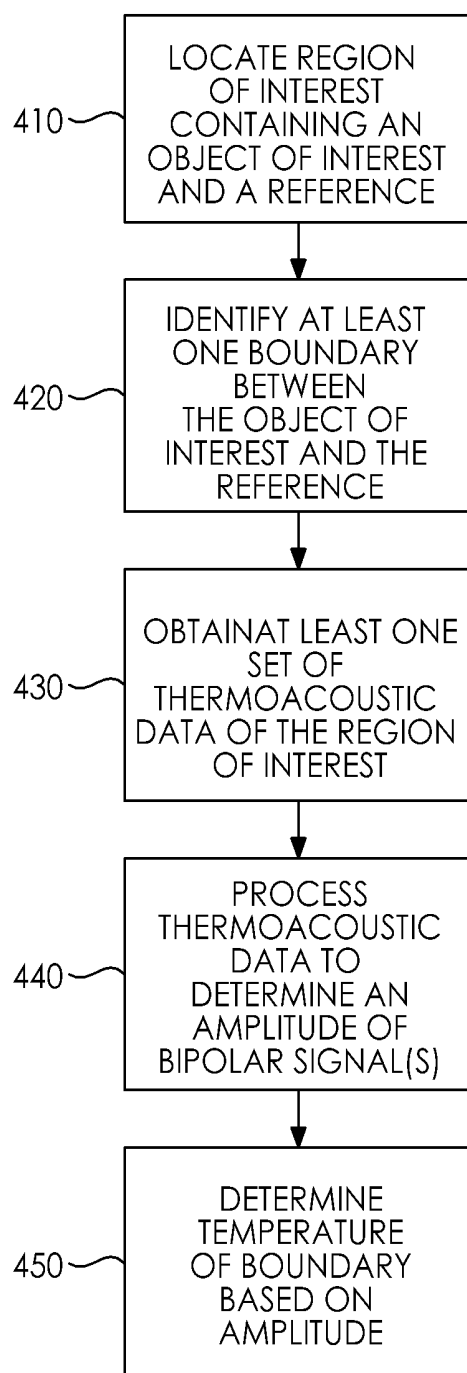 410
LOCATE REGION
OF INTEREST
CONTAINING AN
OBJECT OF INTEREST
AND A REFERENCE
420
IDENTIFY AT LEAST
ONE BOUNDARY
BETWEEN
THE OBJECT OF
INTEREST AND THE
REFERENCE
430
OBTAINAT LEAST ONE
SET OF
THERMOACOUSTIC
DATA OF THE REGION
OF INTEREST
440
PROCESS
THERMOACOUSTIC
DATA TO
DETERMINE AN
AMPLITUDE OF
BIPOLAR SIGNAL(S)
450
DETERMINE
TEMPERATURE
OF BOUNDARY
BASED ON
AMPLITUDE